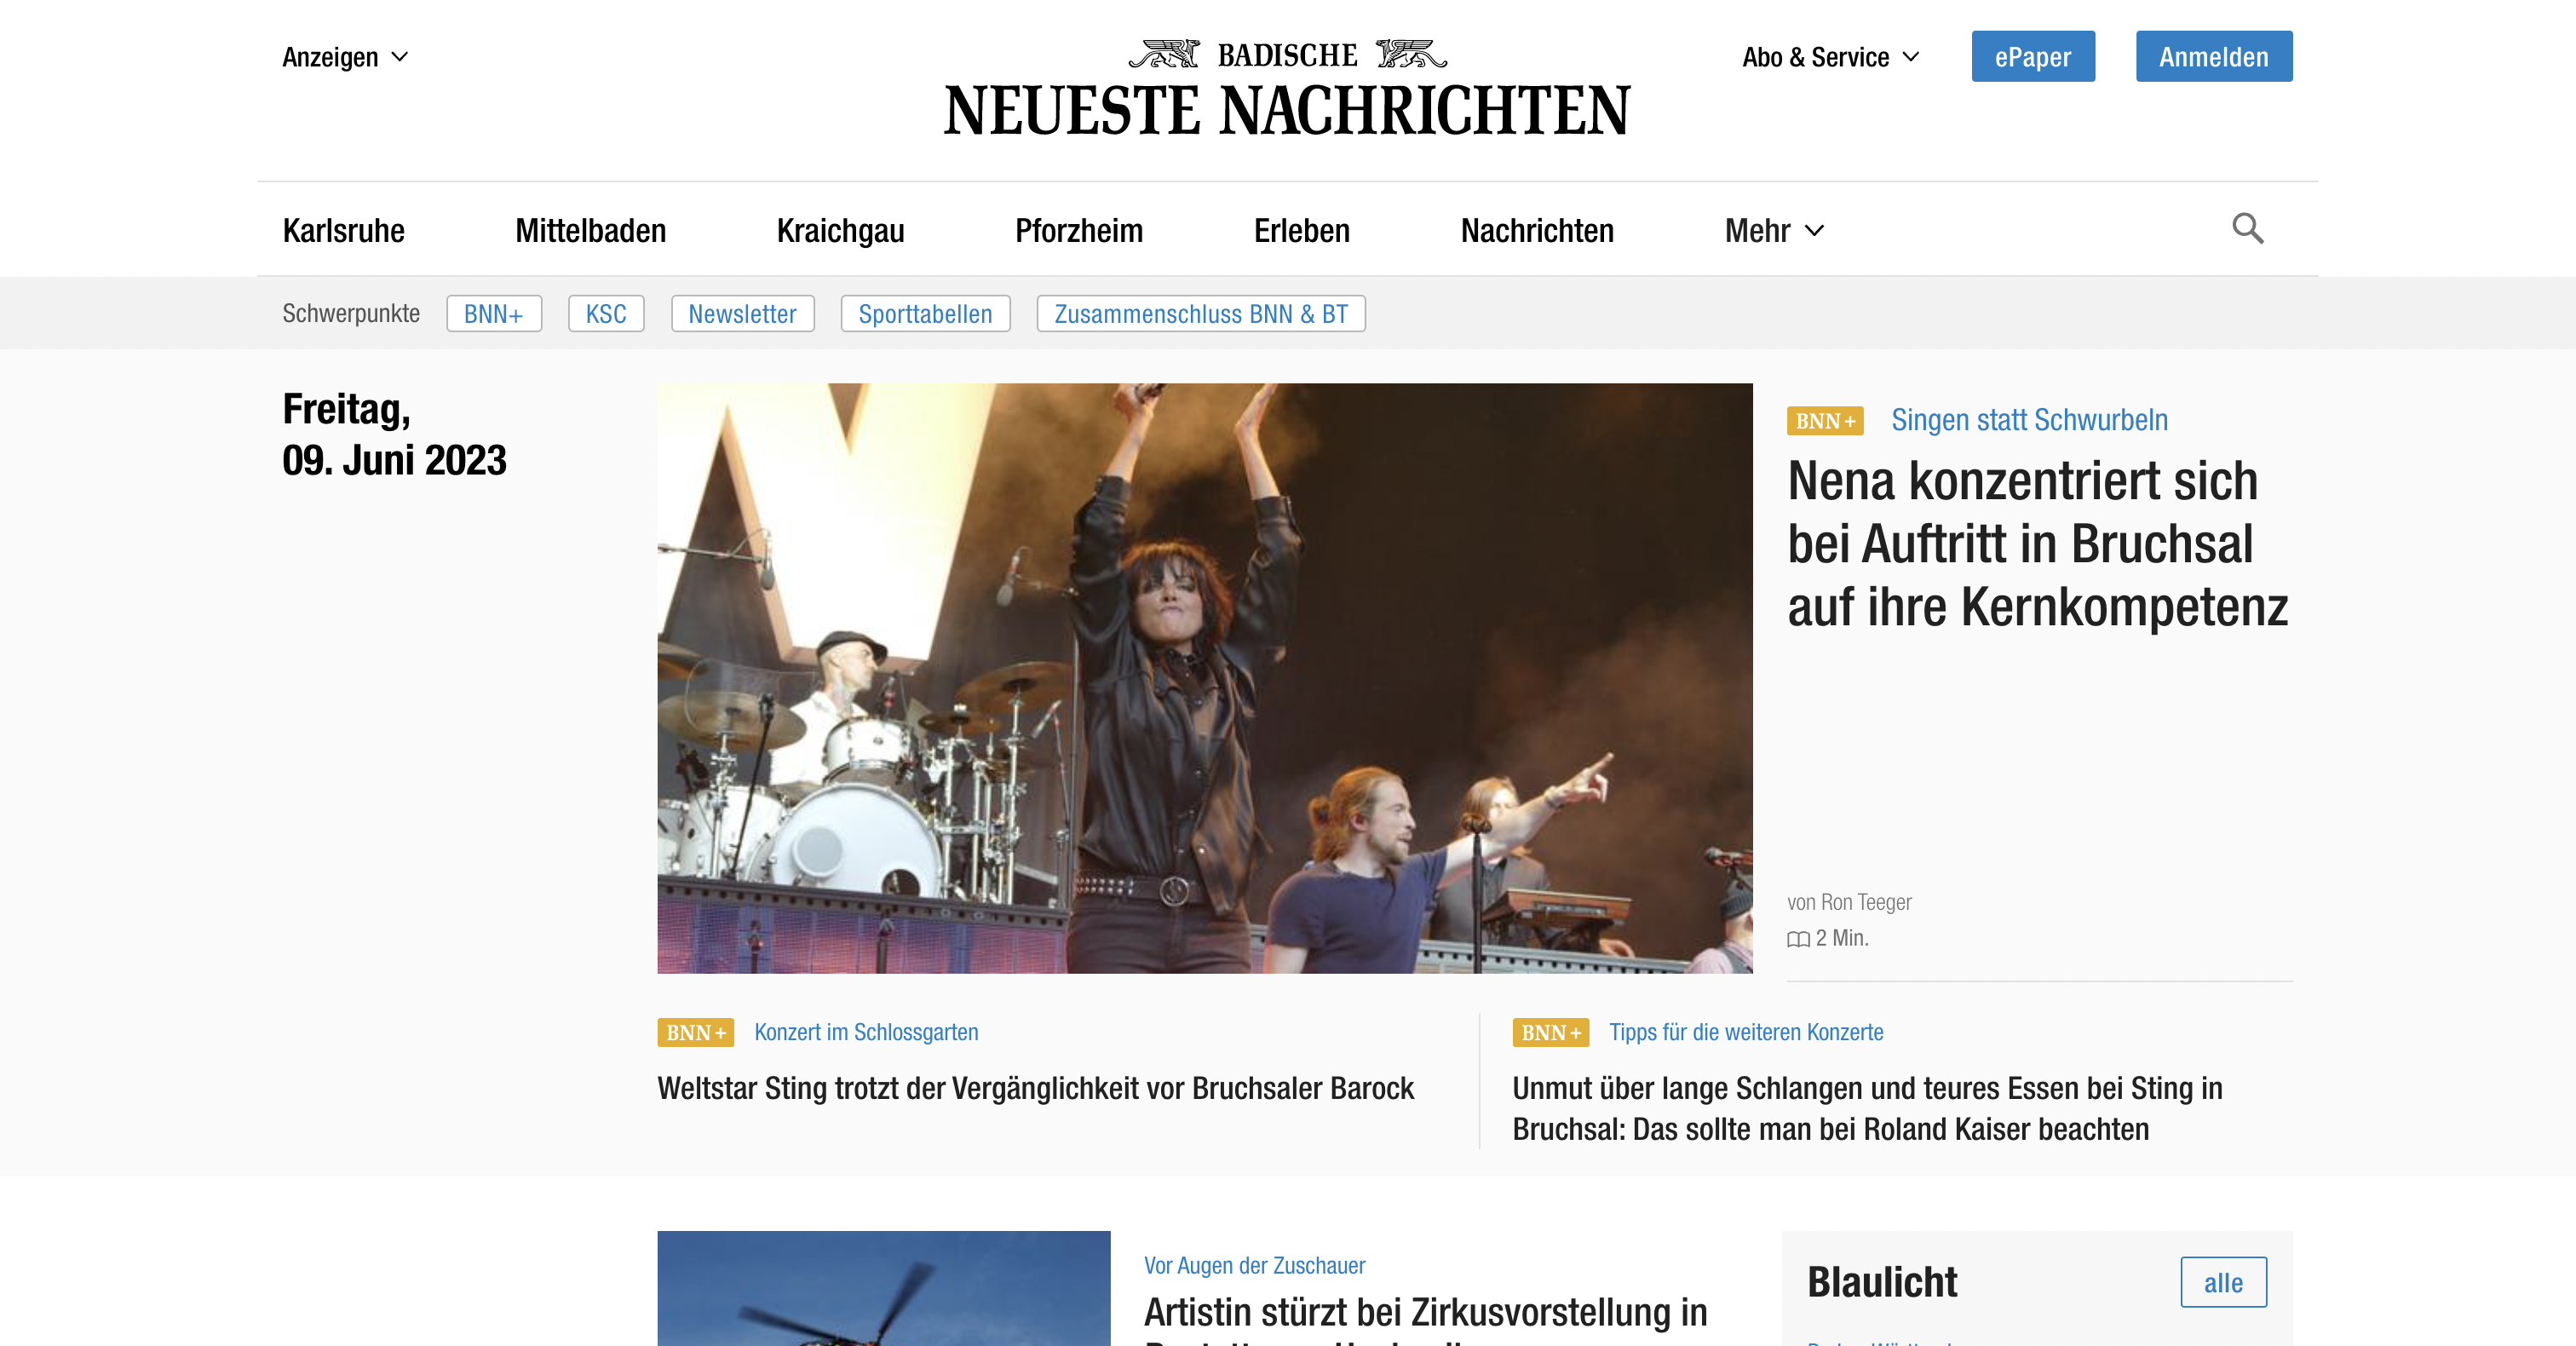 Anzeigen
BADISCHE
NEUESTE NACHRICHTEN
Abo & Service
ePaper
Anmelden
Karlsruhe
Mittelbaden
Kraichgau
Pforzheim
Erleben
Nachrichten
Mehr
Schwerpunkte
BNN+
KSC
Newsletter
Sporttabellen
Zusammenschluss BNN & BT
Freitag,
09. Juni 2023
BNN+ Singen statt Schwurbeln
Nena konzentriert sich
bei Auftritt in Bruchsal
auf ihre Kernkompetenz
von Ron Teeger
2 Min.
BNN+ Konzert im Schlossgarten
Weltstar Sting trotzt der Vergänglichkeit vor Bruchsaler Barock
BNN+ Tipps für die weiteren Konzerte
Unmut über lange Schlangen und teures Essen bei Sting in
Bruchsal: Das sollte man bei Roland Kaiser beachten
Vor Augen der Zuschauer
Artistin stürzt bei Zirkusvorstellung in
Blaulicht
alle